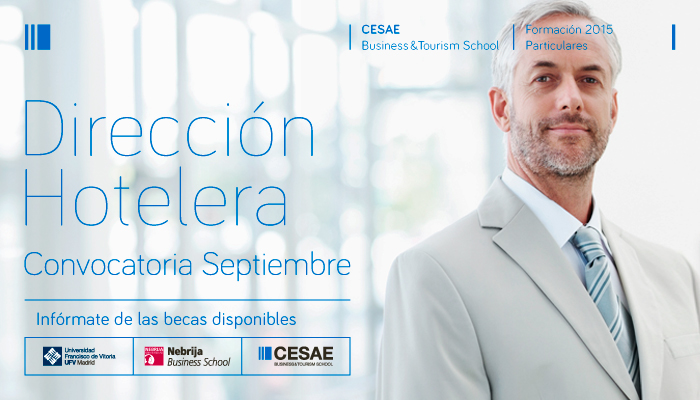 CESAE
Business & Tourism School
Formación 2015
Particulares
Dirección
Hotelera
Convocatoria Septiembre
Infórmate de las becas disponibles
Universidad
Francisco de Vitoria
UFV Madrid
NEBRIJA
Nebrija
Business School
CESAE
BUSINESS&TOURISM SCHOOL